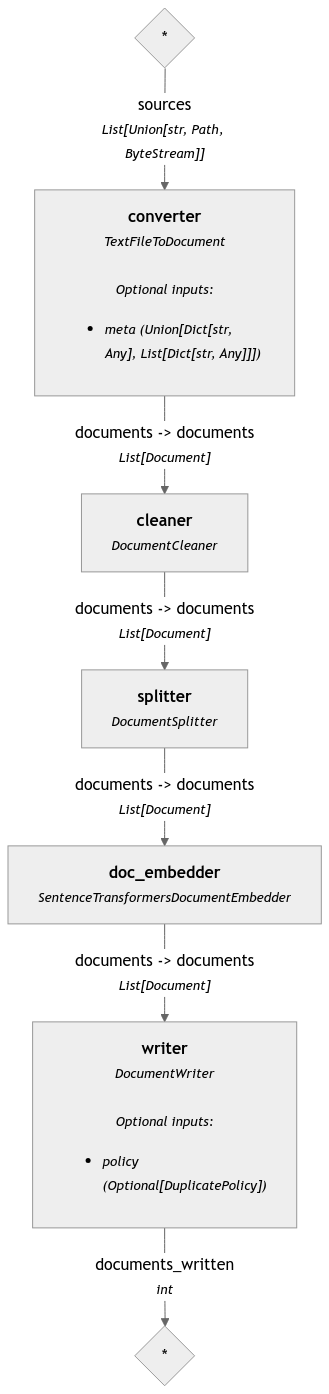 *
sources
List[Union[str, Path,
ByteStream]]
converter
TextFileToDocument
Optional inputs:
• meta (Union[Dict[str,
Any], List[Dict[str, Any]]])
documents -> documents
List[Document]
cleaner
DocumentCleaner
documents -> documents
List[Document]
splitter
DocumentSplitter
documents -> documents
List[Document]
doc_embedder
SentenceTransformersDocumentEmbedder
documents -> documents
List[Document]
writer
DocumentWriter
Optional inputs:
• policy
(Optional[DuplicatePolicy])
documents_written
int
*